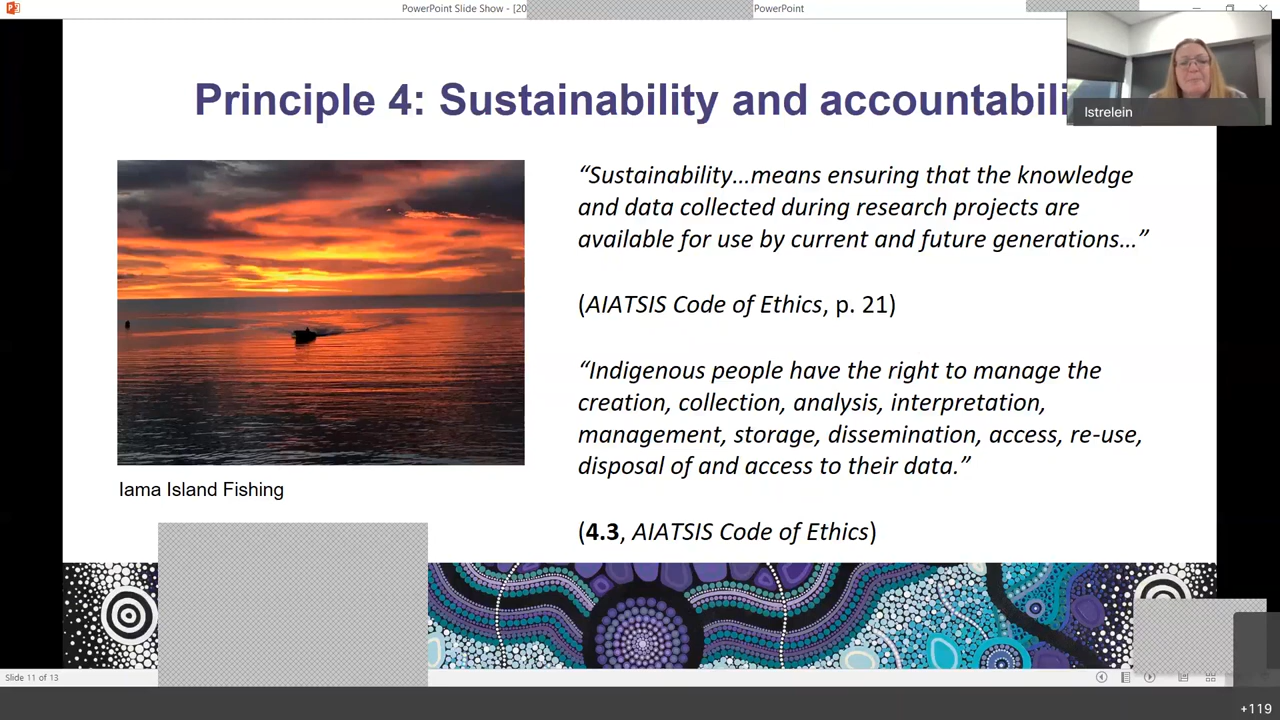 PowerPoint Slide Show - [20
PowerPoint
Principle 4: Sustainability and accountabili
lstrelein
“Sustainability…means ensuring that the knowledge
and data collected during research projects are
available for use by current and future generations…”
(AIATSIS Code of Ethics, p. 21)
“Indigenous people have the right to manage the
creation, collection, analysis, interpretation,
management, storage, dissemination, access, re-use,
disposal of and access to their data.”
(4.3, AIATSIS Code of Ethics)
Iama Island Fishing
Slide 11 of 13
+119